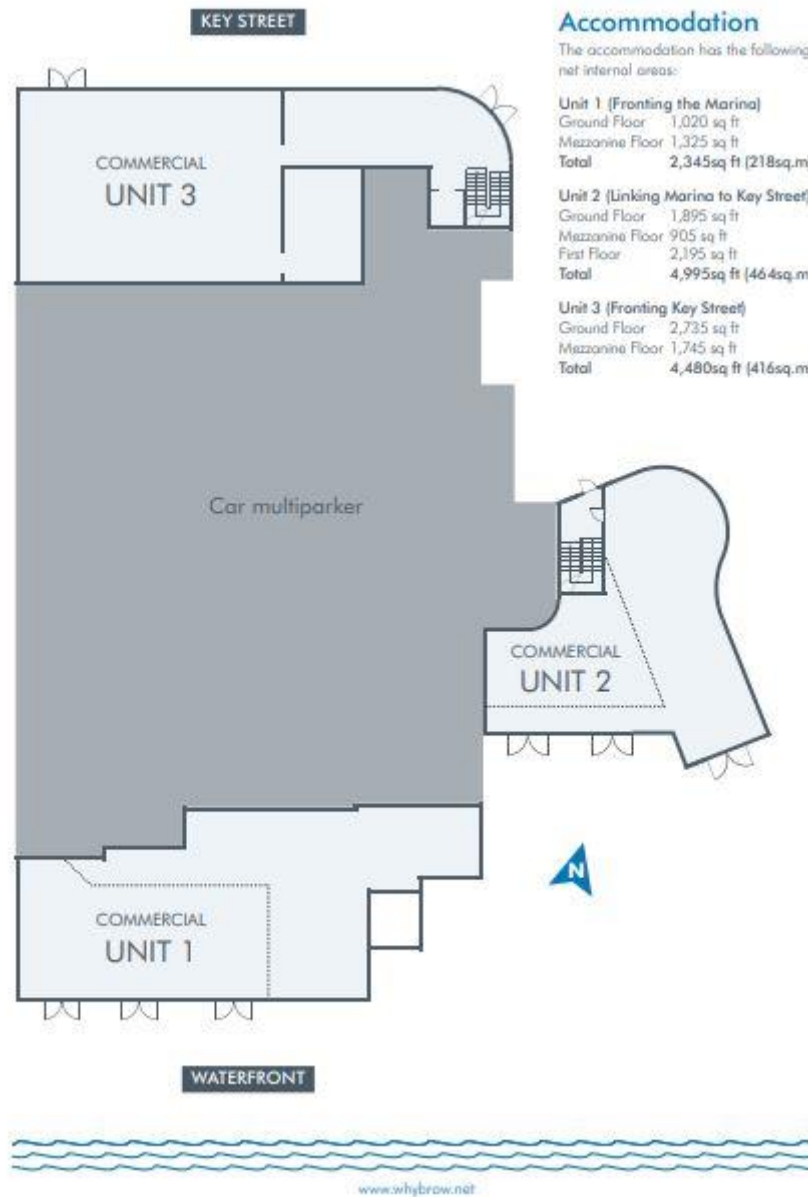 KEY STREET
Accommodation
The accommodation has the following
net internal areas:
Unit 1 (Fronting the Marina)
Ground Floor 1,020 sq ft
Mezzanine Floor 1,325 sq ft
Total 2,345sq ft (218sq.m
Unit 2 (Linking Marina to Key Street)
Ground Floor 1,895 sq ft
Mezzanine Floor 905 sq ft
First Floor 2,195 sq ft
Total 4,995sq ft (464sq.m
Unit 3 (Fronting Key Street)
Ground Floor 2,735 sq ft
Mezzanine Floor 1,745 sq ft
Total 4,480sq ft (416sq.m
COMMERCIAL
UNIT 3
Car multiparker
COMMERCIAL
UNIT 2
N
COMMERCIAL
UNIT 1
WATERFRONT
www.whybrow.net